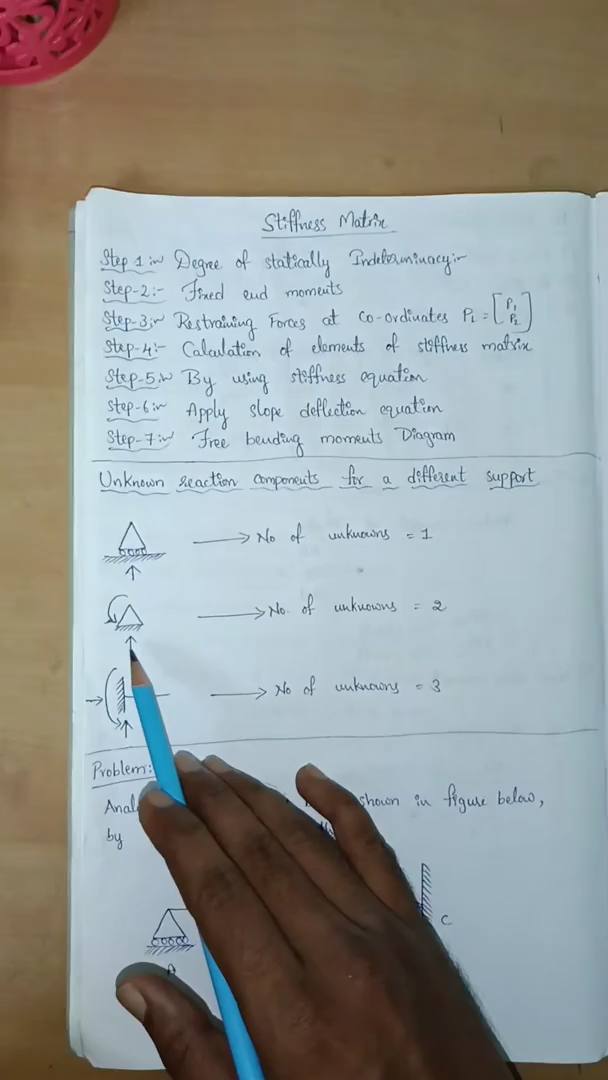 Stiffness Matrix
Step 1:- Degree of statically Indeterminacy:-
Step-2:- Fixed end moments
Step-3:- Restraining Forces at co-ordinates PL = [P1 P2]
Step-4:- Calculation of elements of stiffness matrix
Step-5:- By using stiffness equation
Step-6:- Apply slope deflection equation
Step-7:- Free bending moments Diagram
Unknown reaction components for a different support
No of unknowns = 1
No. of unknowns = 2
No of unknowns = 3
Problem:
shown in figure below,
by
C
A